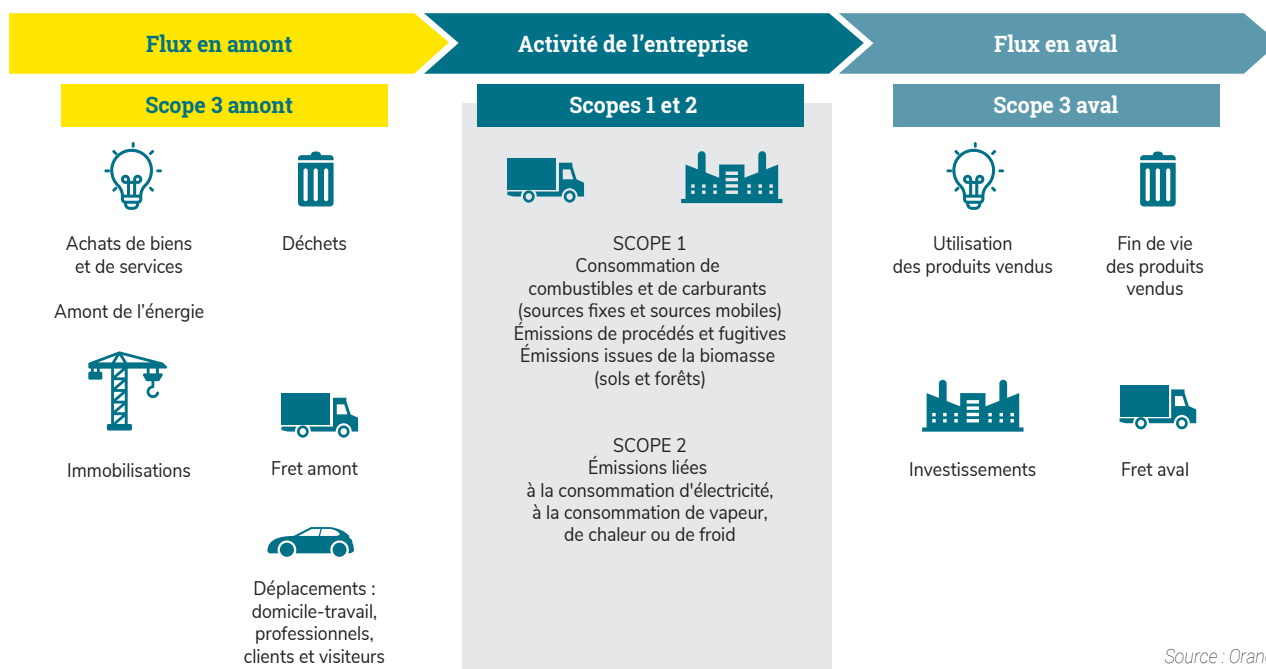 Flux en amont
Activité de l’entreprise
Flux en aval
Scope 3 amont
Scopes 1 et 2
Scope 3 aval
Achats de biens
et de services
Déchets
Amont de l’énergie
Immobilisations
Fret amont
Déplacements :
domicile-travail,
professionnels,
clients et visiteurs
SCOPE 1
Consommation de
combustibles et de carburants
(sources fixes et sources mobiles)
Émissions de procédés et fugitives
Émissions issues de la biomasse
(sols et forêts)
SCOPE 2
Émissions liées
à la consommation d'électricité,
à la consommation de vapeur,
de chaleur ou de froid
Utilisation
des produits vendus
Fin de vie
des produits
vendus
Investissements
Fret aval
Source :